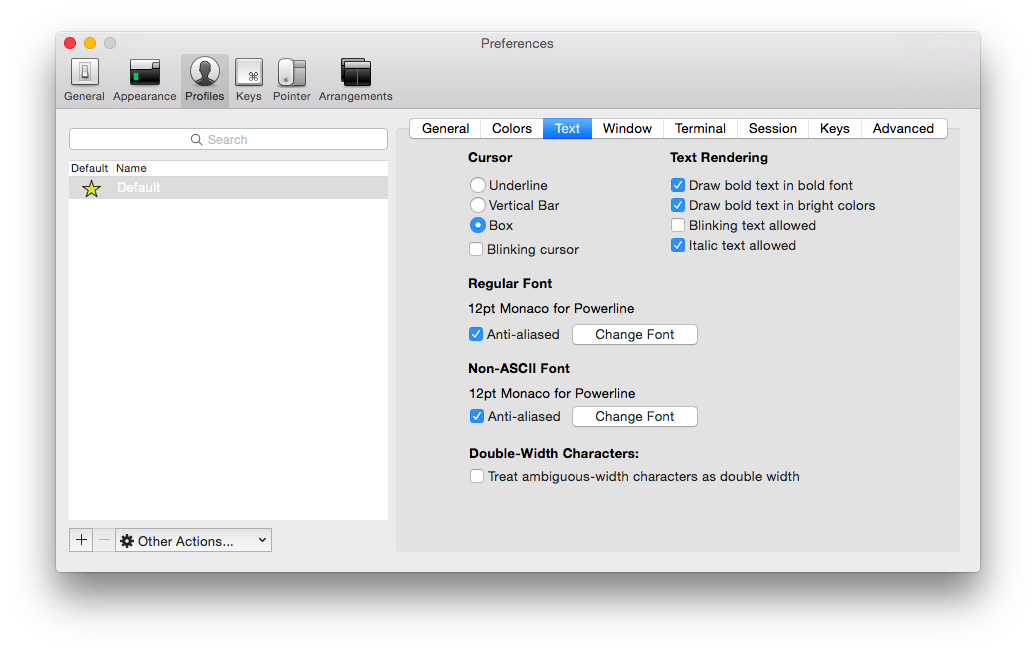 Preferences
General Appearance Profiles Keys Pointer Arrangements
Search
Default Name
Default
Other Actions...
General Colors Text Window Terminal Session Keys Advanced
Cursor
Underline
Vertical Bar
Box
Blinking cursor
Text Rendering
Draw bold text in bold font
Draw bold text in bright colors
Blinking text allowed
Italic text allowed
Regular Font
12pt Monaco for Powerline
Anti-aliased Change Font
Non-ASCII Font
12pt Monaco for Powerline
Anti-aliased Change Font
Double-Width Characters:
Treat ambiguous-width characters as double width